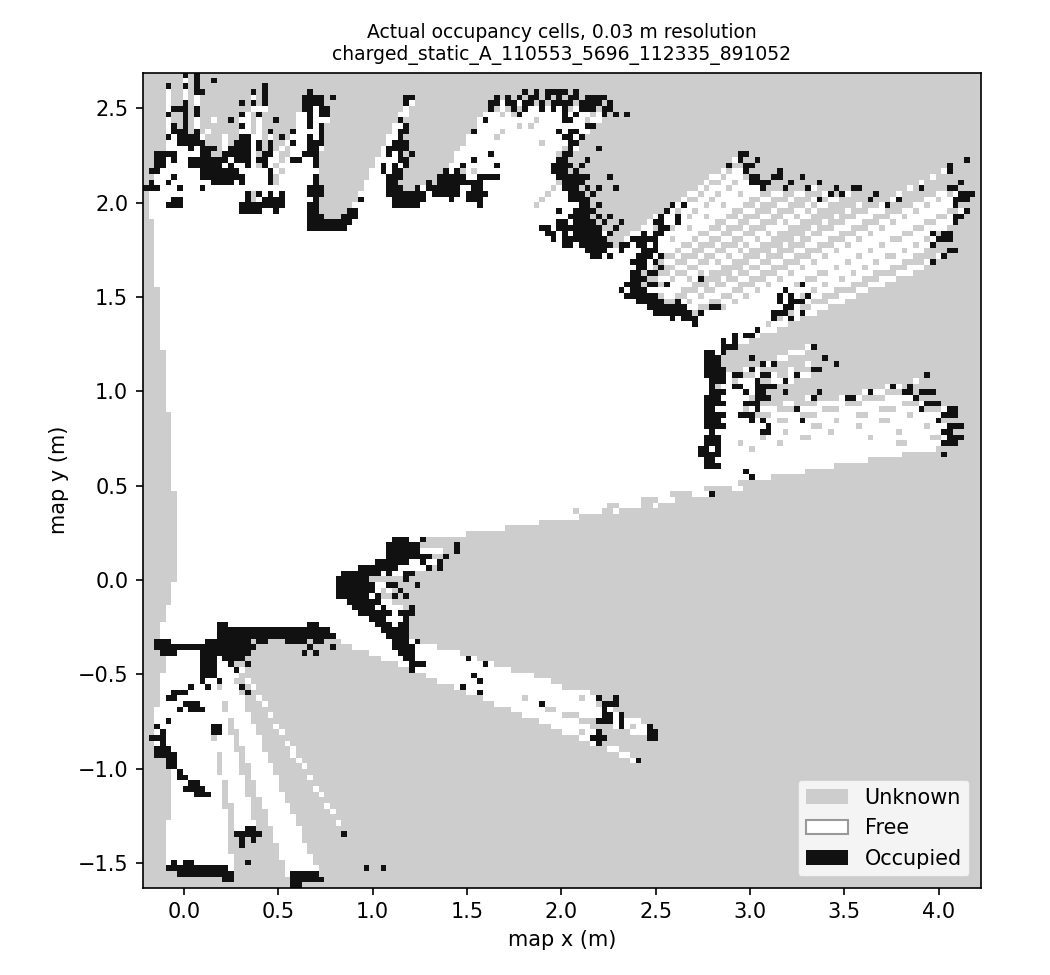 Actual occupancy cells, 0.03 m resolution
charged_static_A_110553_5696_112335_891052
map y (m)
2.5
2.0
1.5
1.0
0.5
0.0
−0.5
−1.0
−1.5
Unknown
Free
Occupied
0.0 0.5 1.0 1.5 2.0 2.5 3.0 3.5 4.0
map x (m)